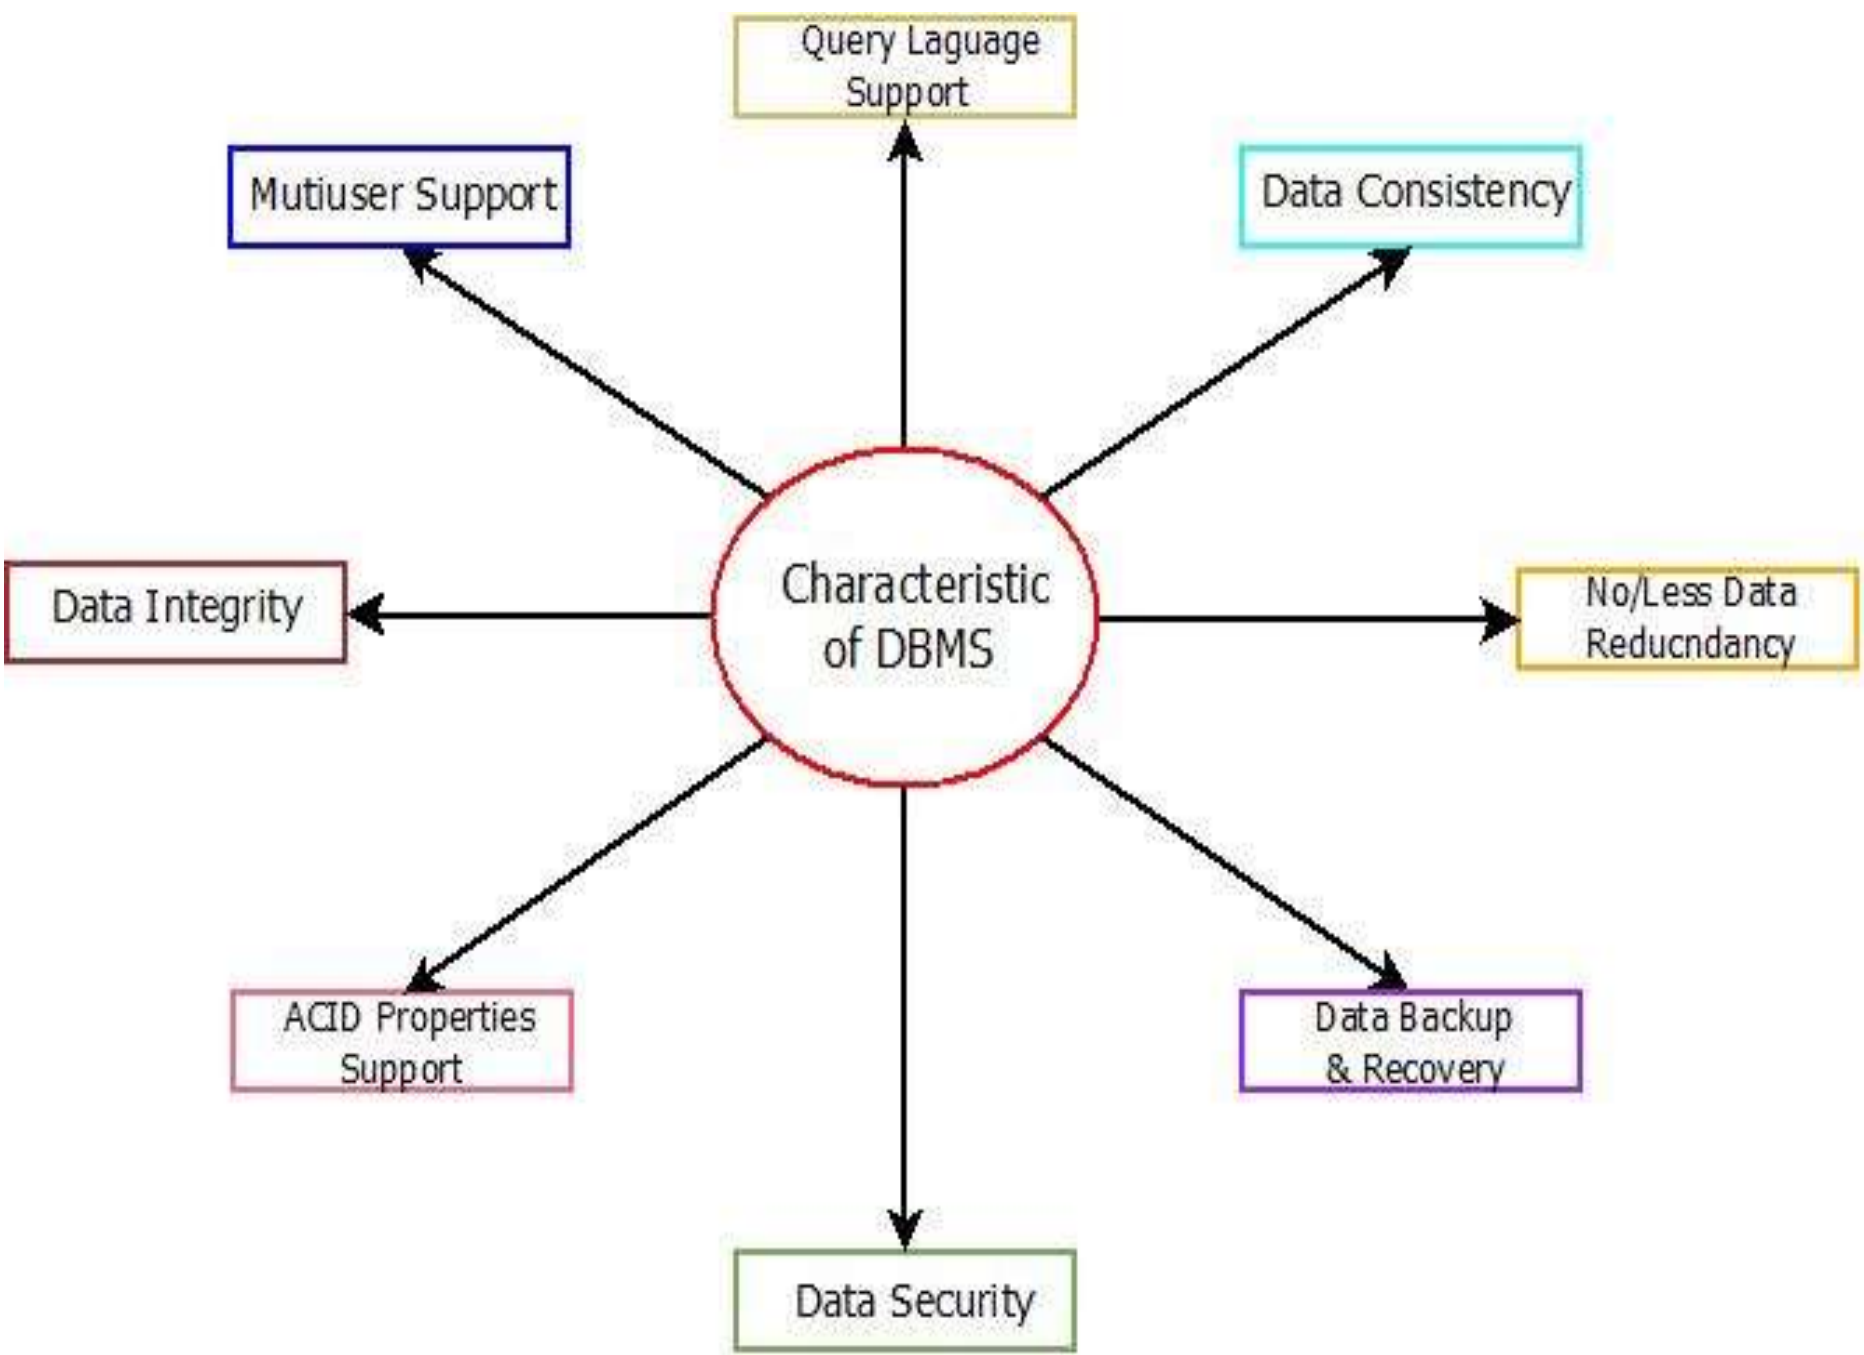 Query Laguage
Support
Mutiuser Support
Data Consistency
Data Integrity
Characteristic
of DBMS
No/Less Data
Reducndancy
ACID Properties
Support
Data Backup
& Recovery
Data Security